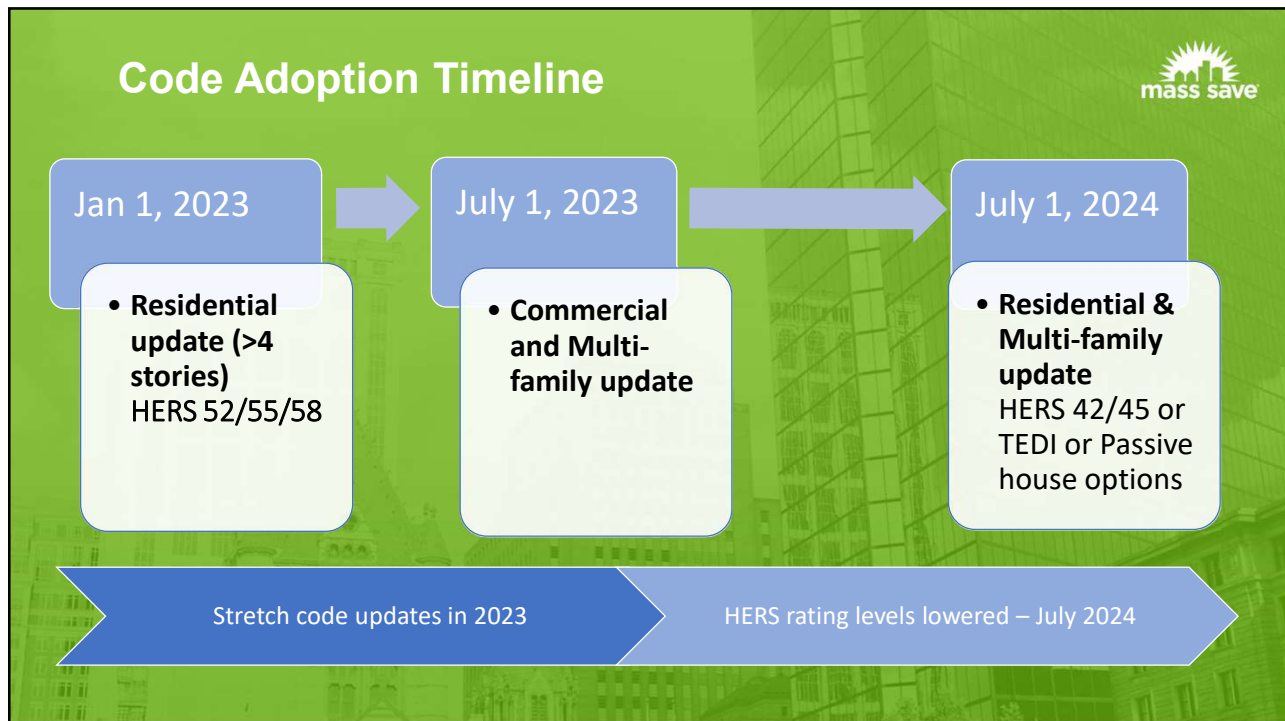 Code Adoption Timeline
mass save
Jan 1, 2023
• Residential
update (>4
stories)
HERS 52/55/58
July 1, 2023
• Commercial
and Multi-
family update
July 1, 2024
• Residential &
Multi-family
update
HERS 42/45 or
TEDI or Passive
house options
Stretch code updates in 2023
HERS rating levels lowered – July 2024